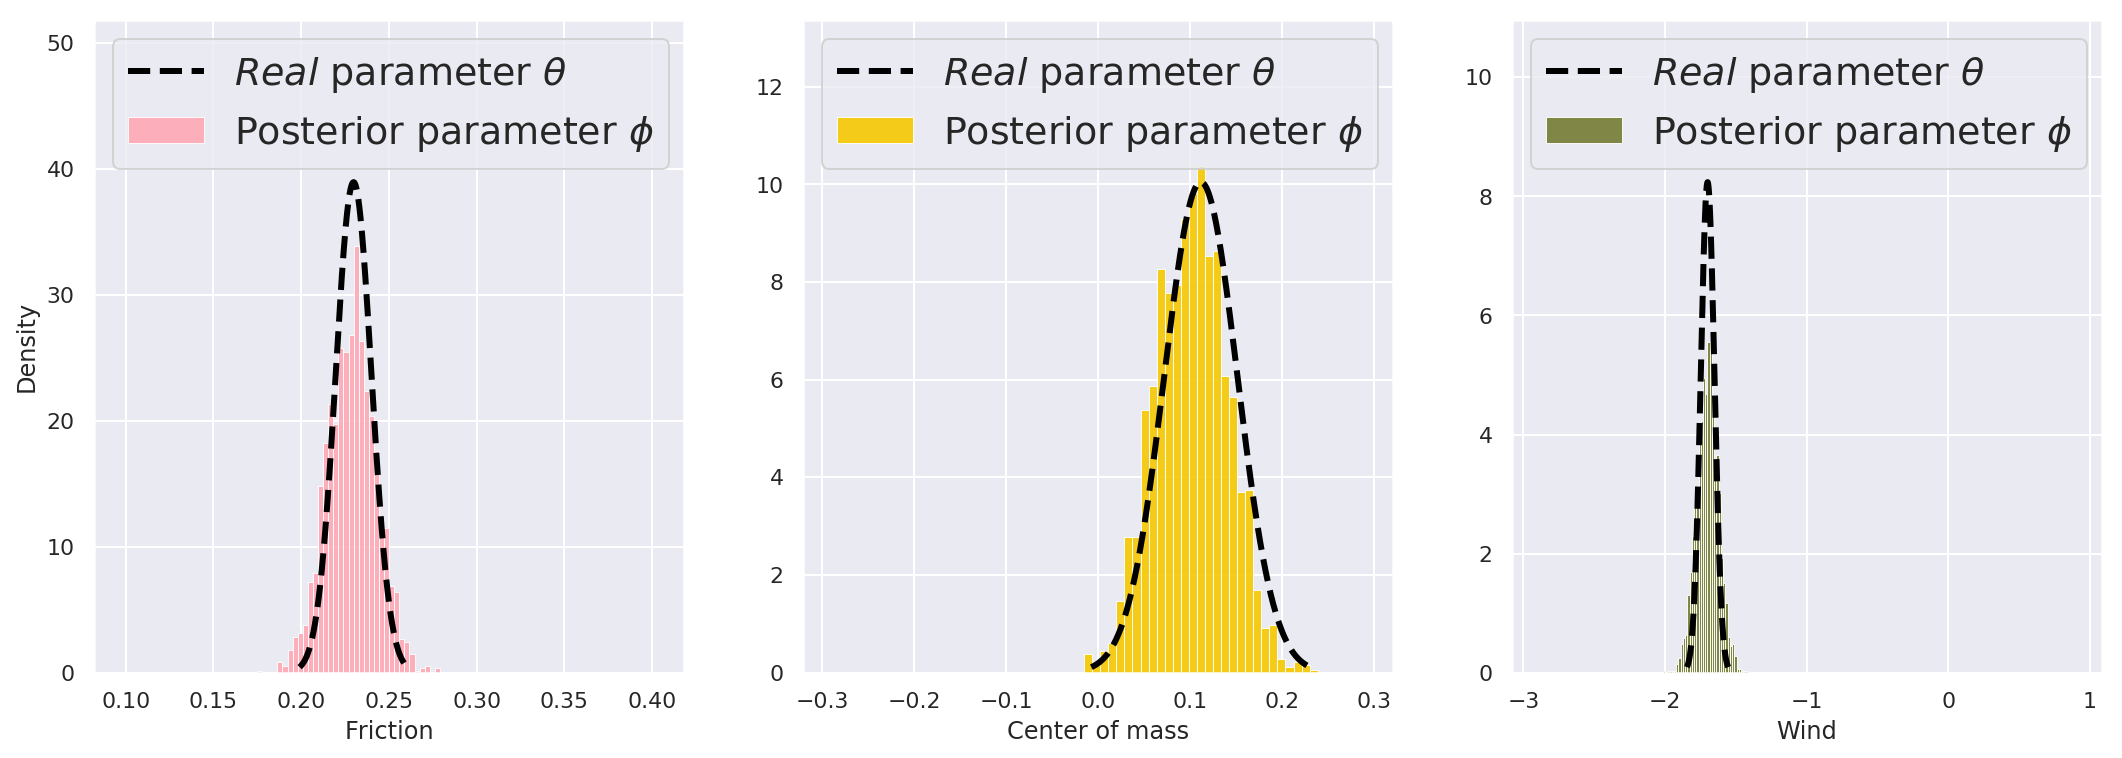 50
40
30
20
10
0
Density
Real parameter θ
Posterior parameter ϕ
0.10 0.15 0.20 0.25 0.30 0.35 0.40
Friction
12
10
8
6
4
2
0
Real parameter θ
Posterior parameter ϕ
−0.3 −0.2 −0.1 0.0 0.1 0.2 0.3
Center of mass
10
8
6
4
2
0
Real parameter θ
Posterior parameter ϕ
−3 −2 −1 0 1
Wind